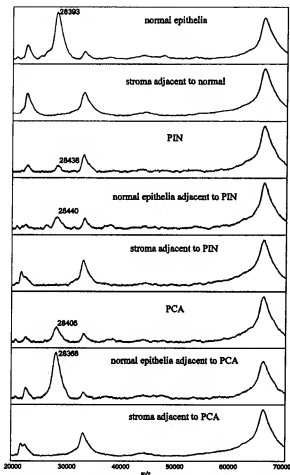 28393
normal epithelia
stroma adjacent to normal
PIN
28438
normal epithelia adjacent to PIN
28440
stroma adjacent to PIN
PCA
28405
28368
normal epithelia adjacent to PCA
stroma adjacent to PCA
20000 30000 40000 50000 60000 70000
m/z